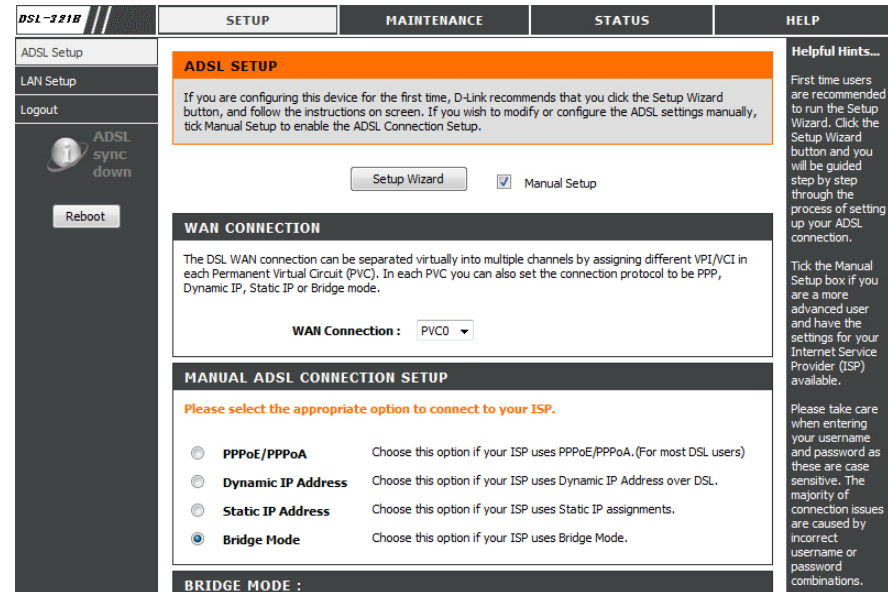 DSL-321B
SETUP
MAINTENANCE
STATUS
HELP
ADSL Setup
LAN Setup
Logout
ADSL
sync
down
Reboot
ADSL SETUP
If you are configuring this device for the first time, D-Link recommends that you click the Setup Wizard
button, and follow the instructions on screen. If you wish to modify or configure the ADSL settings manually,
tick Manual Setup to enable the ADSL Connection Setup.
Setup Wizard
Manual Setup
WAN CONNECTION
The DSL WAN connection can be separated virtually into multiple channels by assigning different VPI/VCI in
each Permanent Virtual Circuit (PVC). In each PVC you can also set the connection protocol to be PPP,
Dynamic IP, Static IP or Bridge mode.
WAN Connection : PVC0
MANUAL ADSL CONNECTION SETUP
Please select the appropriate option to connect to your ISP.
PPPoE/PPPoA Choose this option if your ISP uses PPPoE/PPPoA.(For most DSL users)
Dynamic IP Address Choose this option if your ISP uses Dynamic IP Address over DSL.
Static IP Address Choose this option if your ISP uses Static IP assignments.
Bridge Mode Choose this option if your ISP uses Bridge Mode.
BRIDGE MODE :
Helpful Hints...
First time users
are recommended
to run the Setup
Wizard. Click the
Setup Wizard
button and you
will be guided
step by step
through the
process of setting
up your ADSL
connection.
Tick the Manual
Setup box if you
are a more
advanced user
and have the
settings for your
Internet Service
Provider (ISP)
available.
Please take care
when entering
your username
and password as
these are case
sensitive. The
majority of
connection issues
are caused by
incorrect
username or
password
combinations.